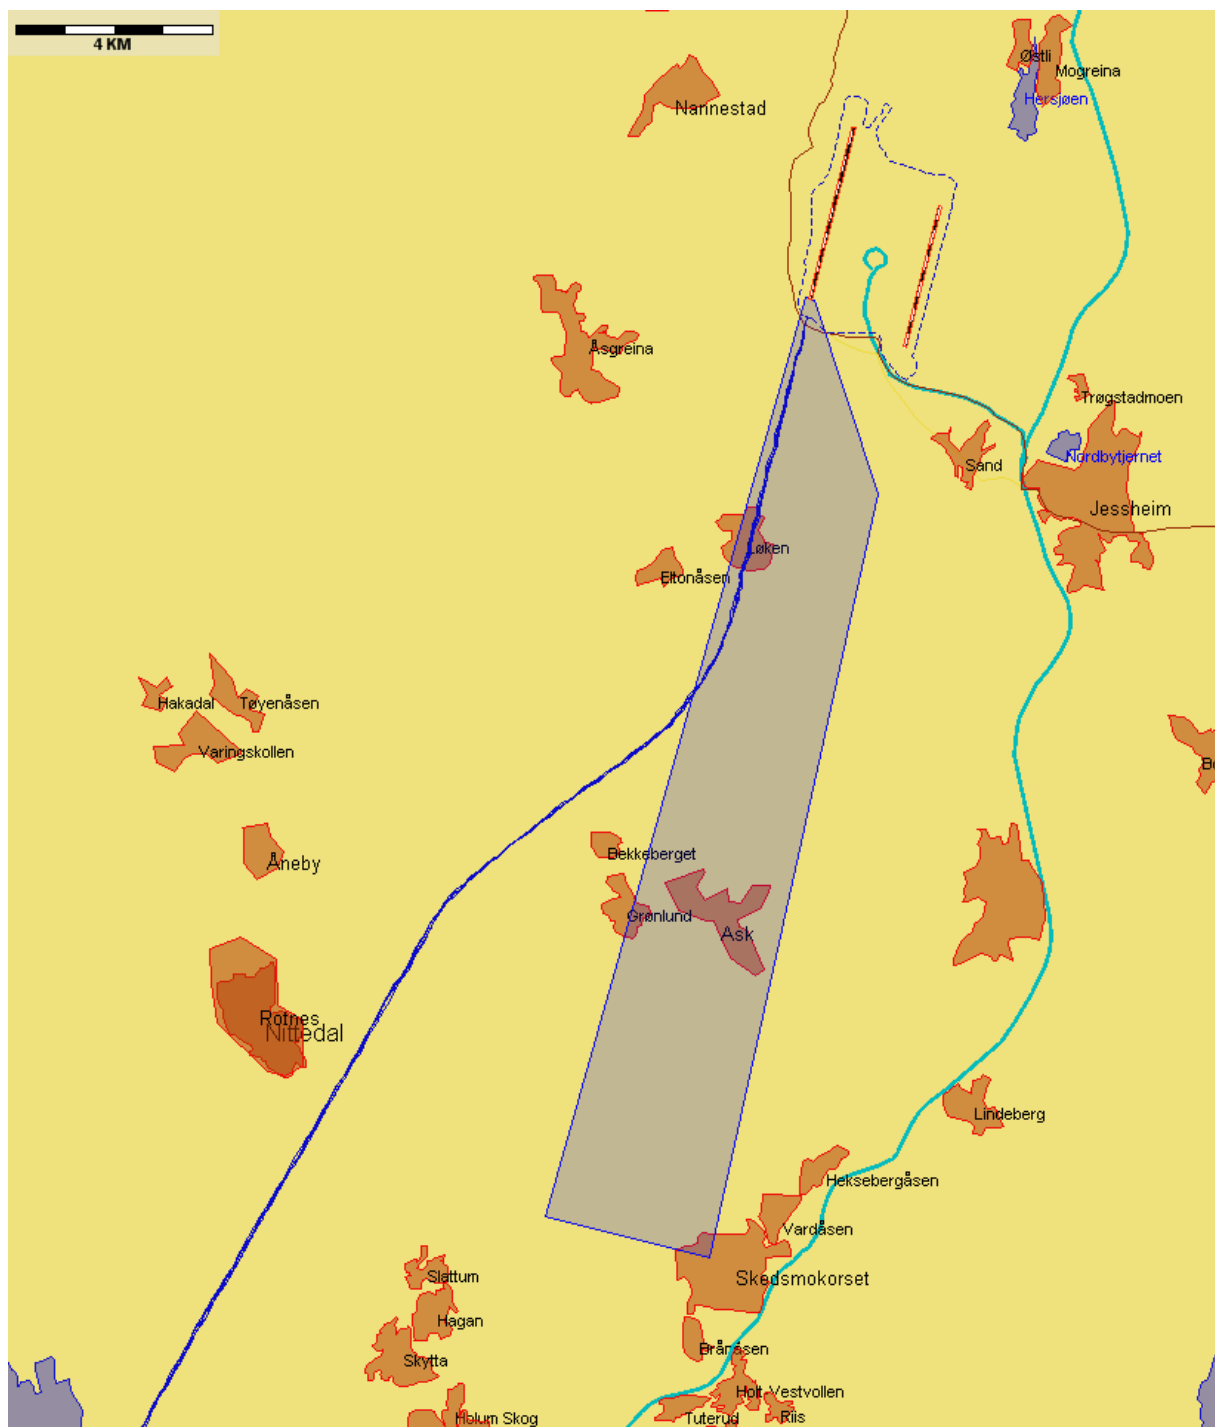 4 KM
Østli
Mogreina
Hersjøen
Nannestad
Åsgreina
Trøgstadmoen
Nordbytjernet
Sand
Jessheim
Løken
Eltonåsen
Hakadal
Tøyenåsen
Varingskollen
Bekkeberget
Åneby
Grønlund
Ask
Rotnes
Nittedal
Lindeberg
Heksebergåsen
Vardåsen
Slattum
Skedsmokorset
Hagan
Brånåsen
Skytta
Holt-Vestvollen
Holum Skog
Tuterud
Riis